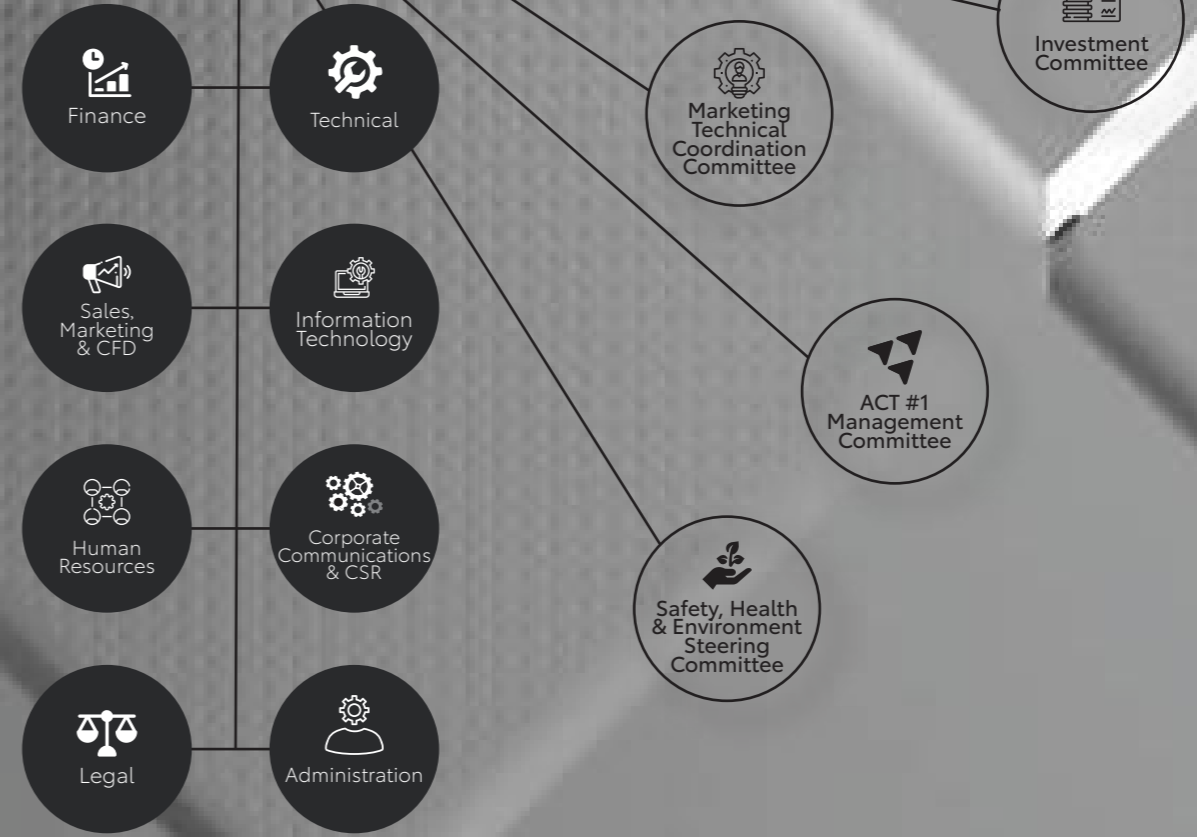 Finance
Technical
Marketing
Technical
Coordination
Committee
Investment
Committee
Sales,
Marketing
& CFD
Information
Technology
ACT #1
Management
Committee
Human
Resources
Corporate
Communications
& CSR
Safety, Health
& Environment
Steering
Committee
Legal
Administration